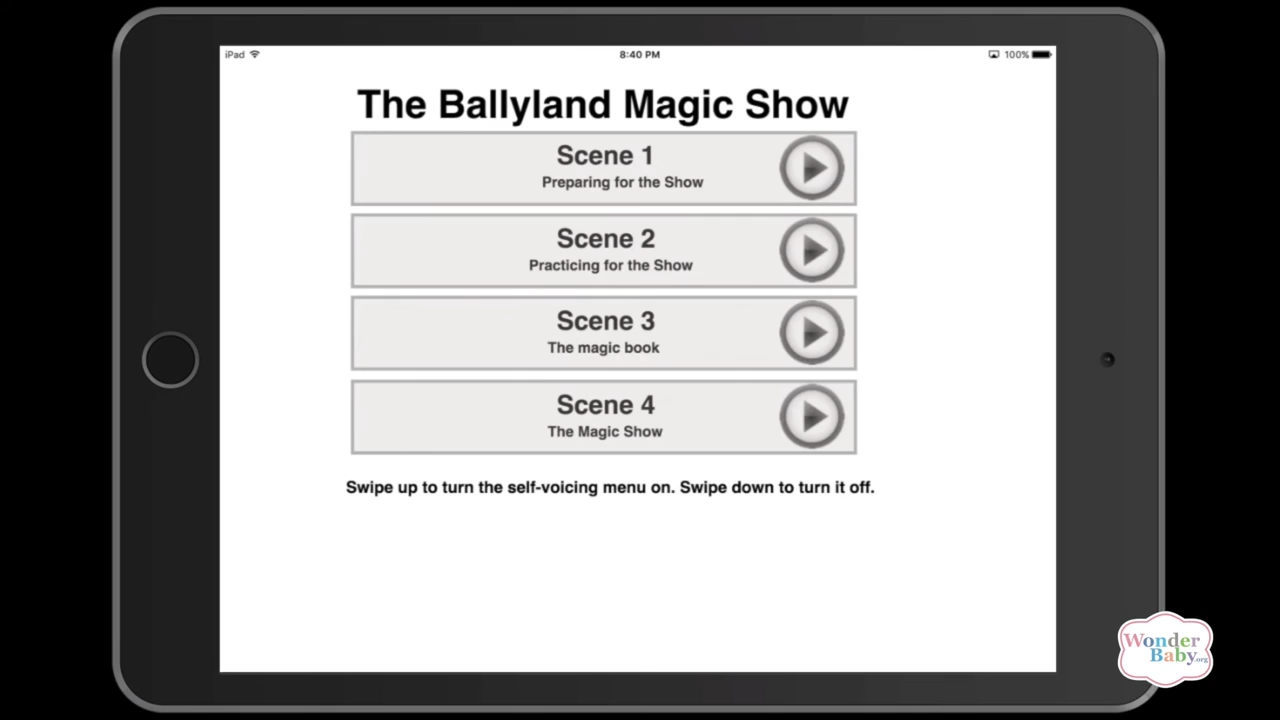 iPad
8:40 PM
100%
The Ballyland Magic Show
Scene 1
Preparing for the Show
Scene 2
Practicing for the Show
Scene 3
The magic book
Scene 4
The Magic Show
Swipe up to turn the self-voicing menu on. Swipe down to turn it off.
Wonder
Baby.org